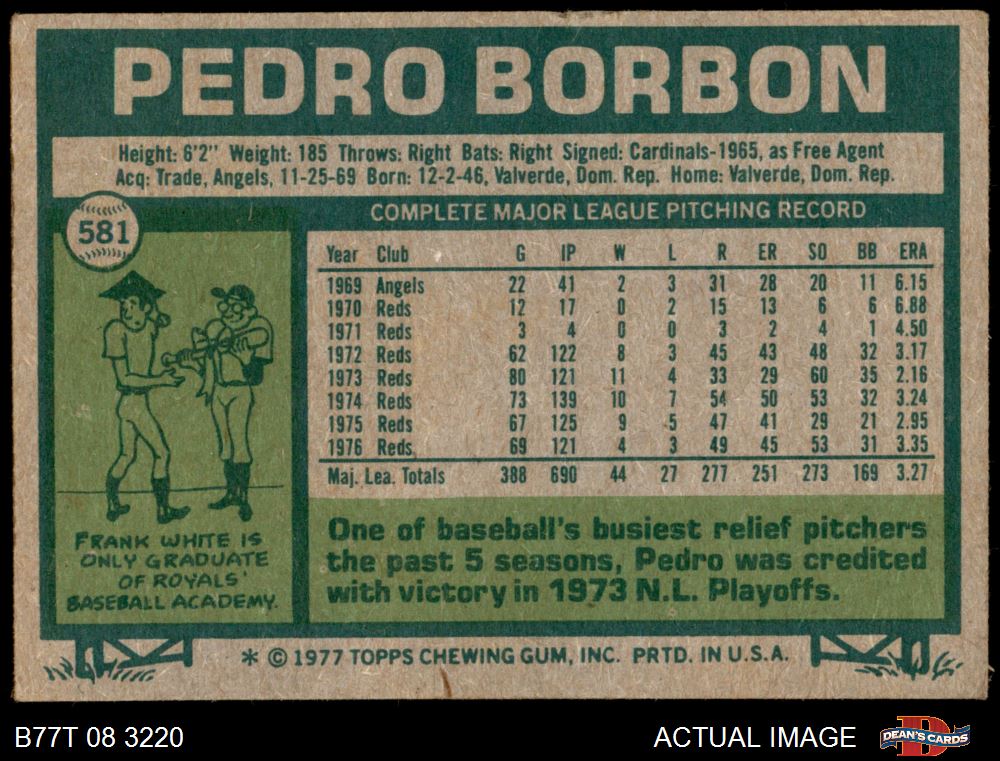 PEDRO BORBON
Height: 6'2" Weight: 185 Throws: Right Bats: Right Signed: Cardinals-1965, as Free Agent
Acq: Trade, Angels, 11-25-69 Born: 12-2-46, Valverde, Dom. Rep. Home: Valverde, Dom. Rep.
581
COMPLETE MAJOR LEAGUE PITCHING RECORD
Year Club G IP W L R ER SO BB ERA
1969 Angels 22 41 2 3 31 28 20 11 6.15
1970 Reds 12 17 0 2 15 13 6 6 6.88
1971 Reds 3 4 0 0 3 2 4 1 4.50
1972 Reds 62 122 8 3 45 43 48 32 3.17
1973 Reds 80 121 11 4 33 29 60 35 2.16
1974 Reds 73 139 10 7 54 50 53 32 3.24
1975 Reds 67 125 9 5 47 41 29 21 2.95
1976 Reds 69 121 4 3 49 45 53 31 3.35
Maj. Lea. Totals 388 690 44 27 277 251 273 169 3.27
FRANK WHITE IS
ONLY GRADUATE
OF ROYALS'
BASEBALL ACADEMY.
One of baseball's busiest relief pitchers
the past 5 seasons, Pedro was credited
with victory in 1973 N.L. Playoffs.
* © 1977 TOPPS CHEWING GUM, INC. PRTD. IN U.S.A.
B77T 08 3220
ACTUAL IMAGE
D
DEAN'S CARDS